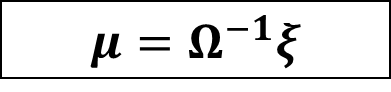 μ = Ω⁻¹ξ